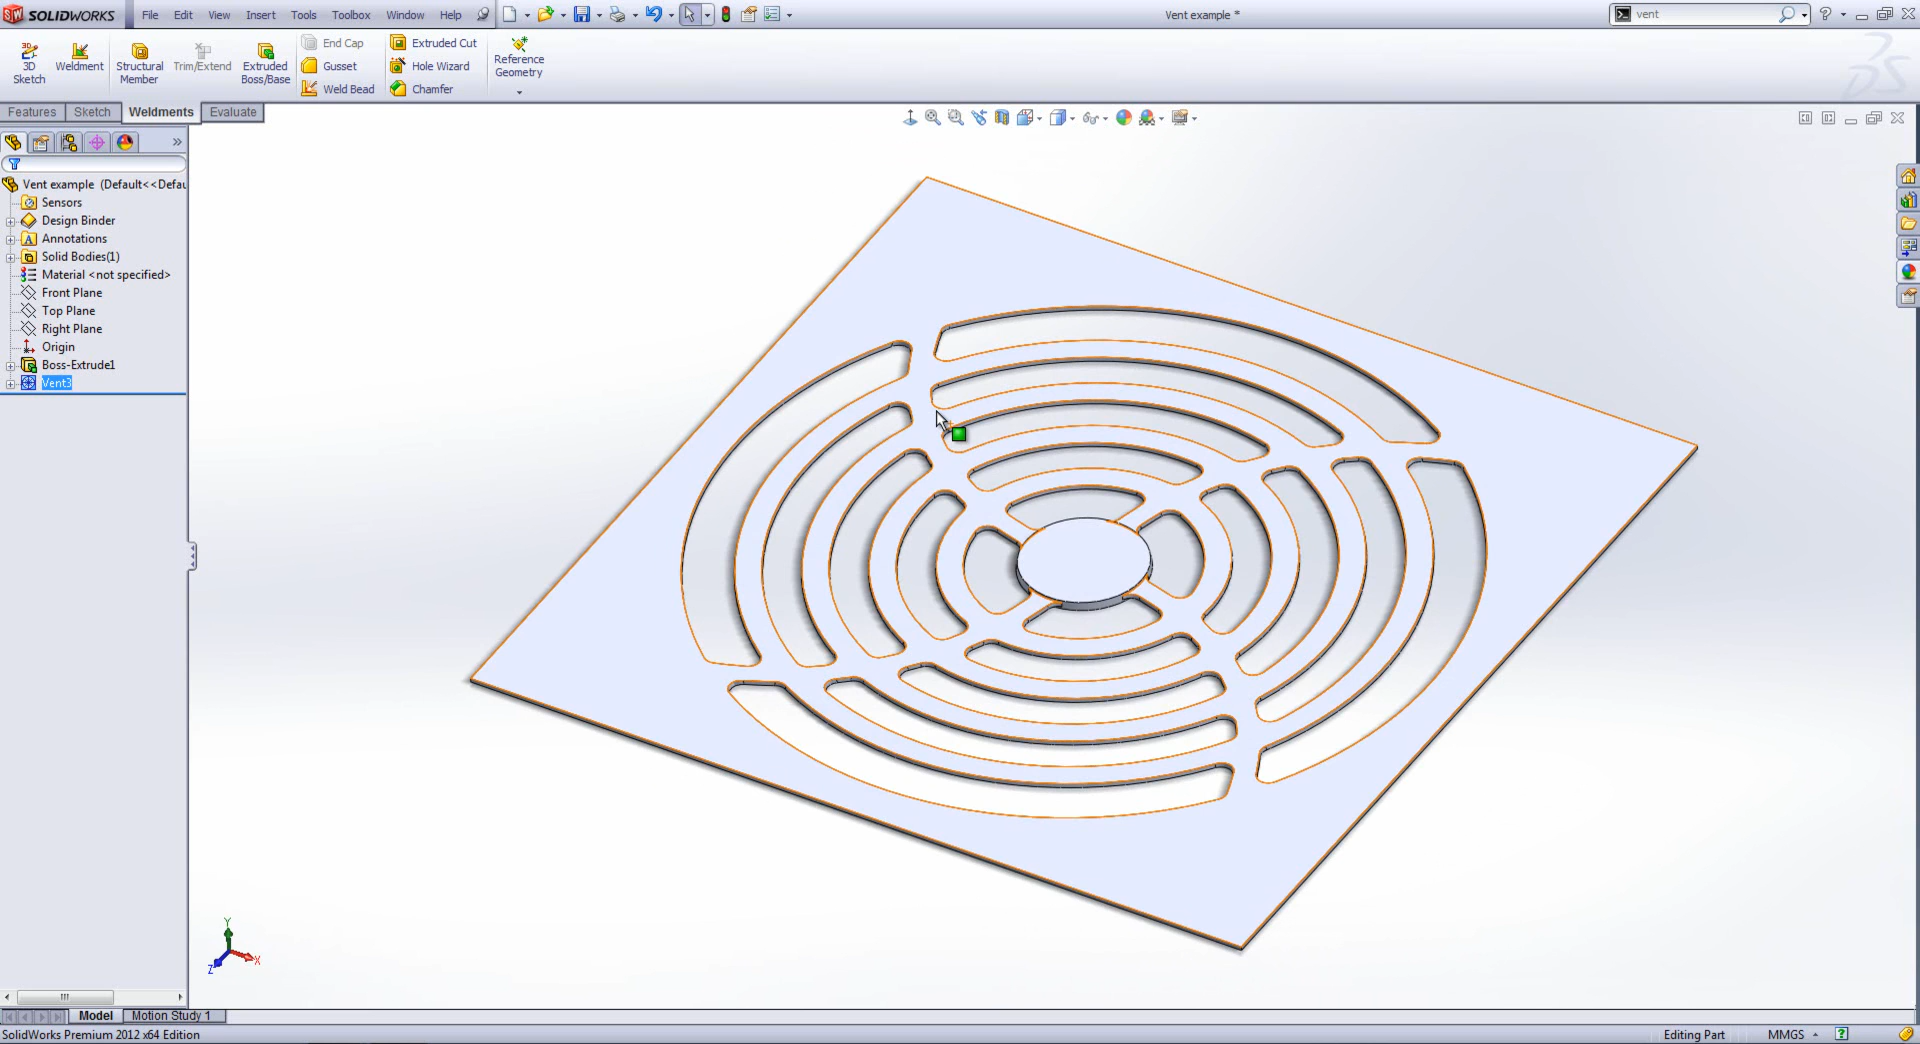 SOLIDWORKS File Edit View Insert Tools Toolbox Window Help Vent example * vent
3D Sketch
Weldment
Structural Member
Trim/Extend
Extruded Boss/Base
End Cap
Gusset
Weld Bead
Extruded Cut
Hole Wizard
Chamfer
Reference Geometry
Features Sketch Weldments Evaluate
Vent example (Default<<Defau
Sensors
Design Binder
Annotations
Solid Bodies(1)
Material <not specified>
Front Plane
Top Plane
Right Plane
Origin
Boss-Extrude1
Vent3
Y
X
Z
Model Motion Study 1
SolidWorks Premium 2012 x64 Edition Editing Part MMGS